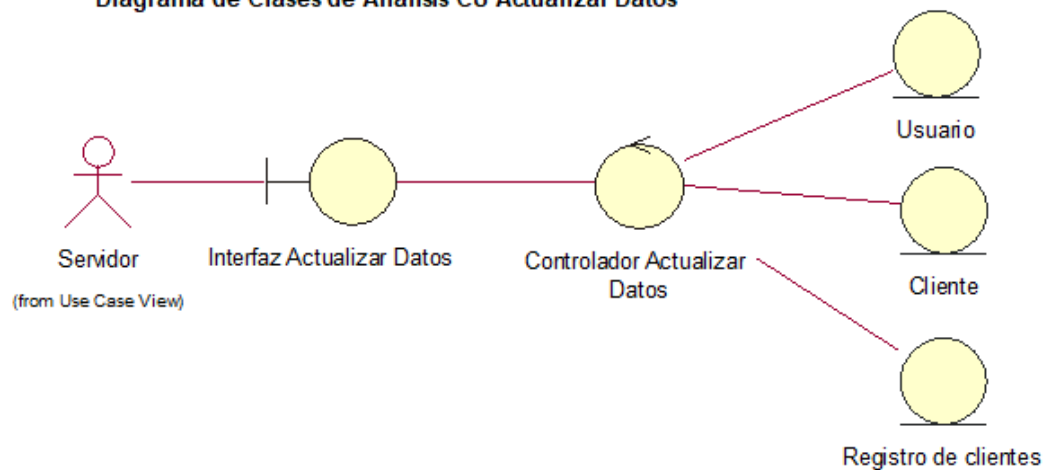 Diagrama de Clases de Análisis CU Actualizar Datos
Usuario
Servidor
(from Use Case View)
Interfaz Actualizar Datos
Controlador Actualizar
Datos
Cliente
Registro de clientes